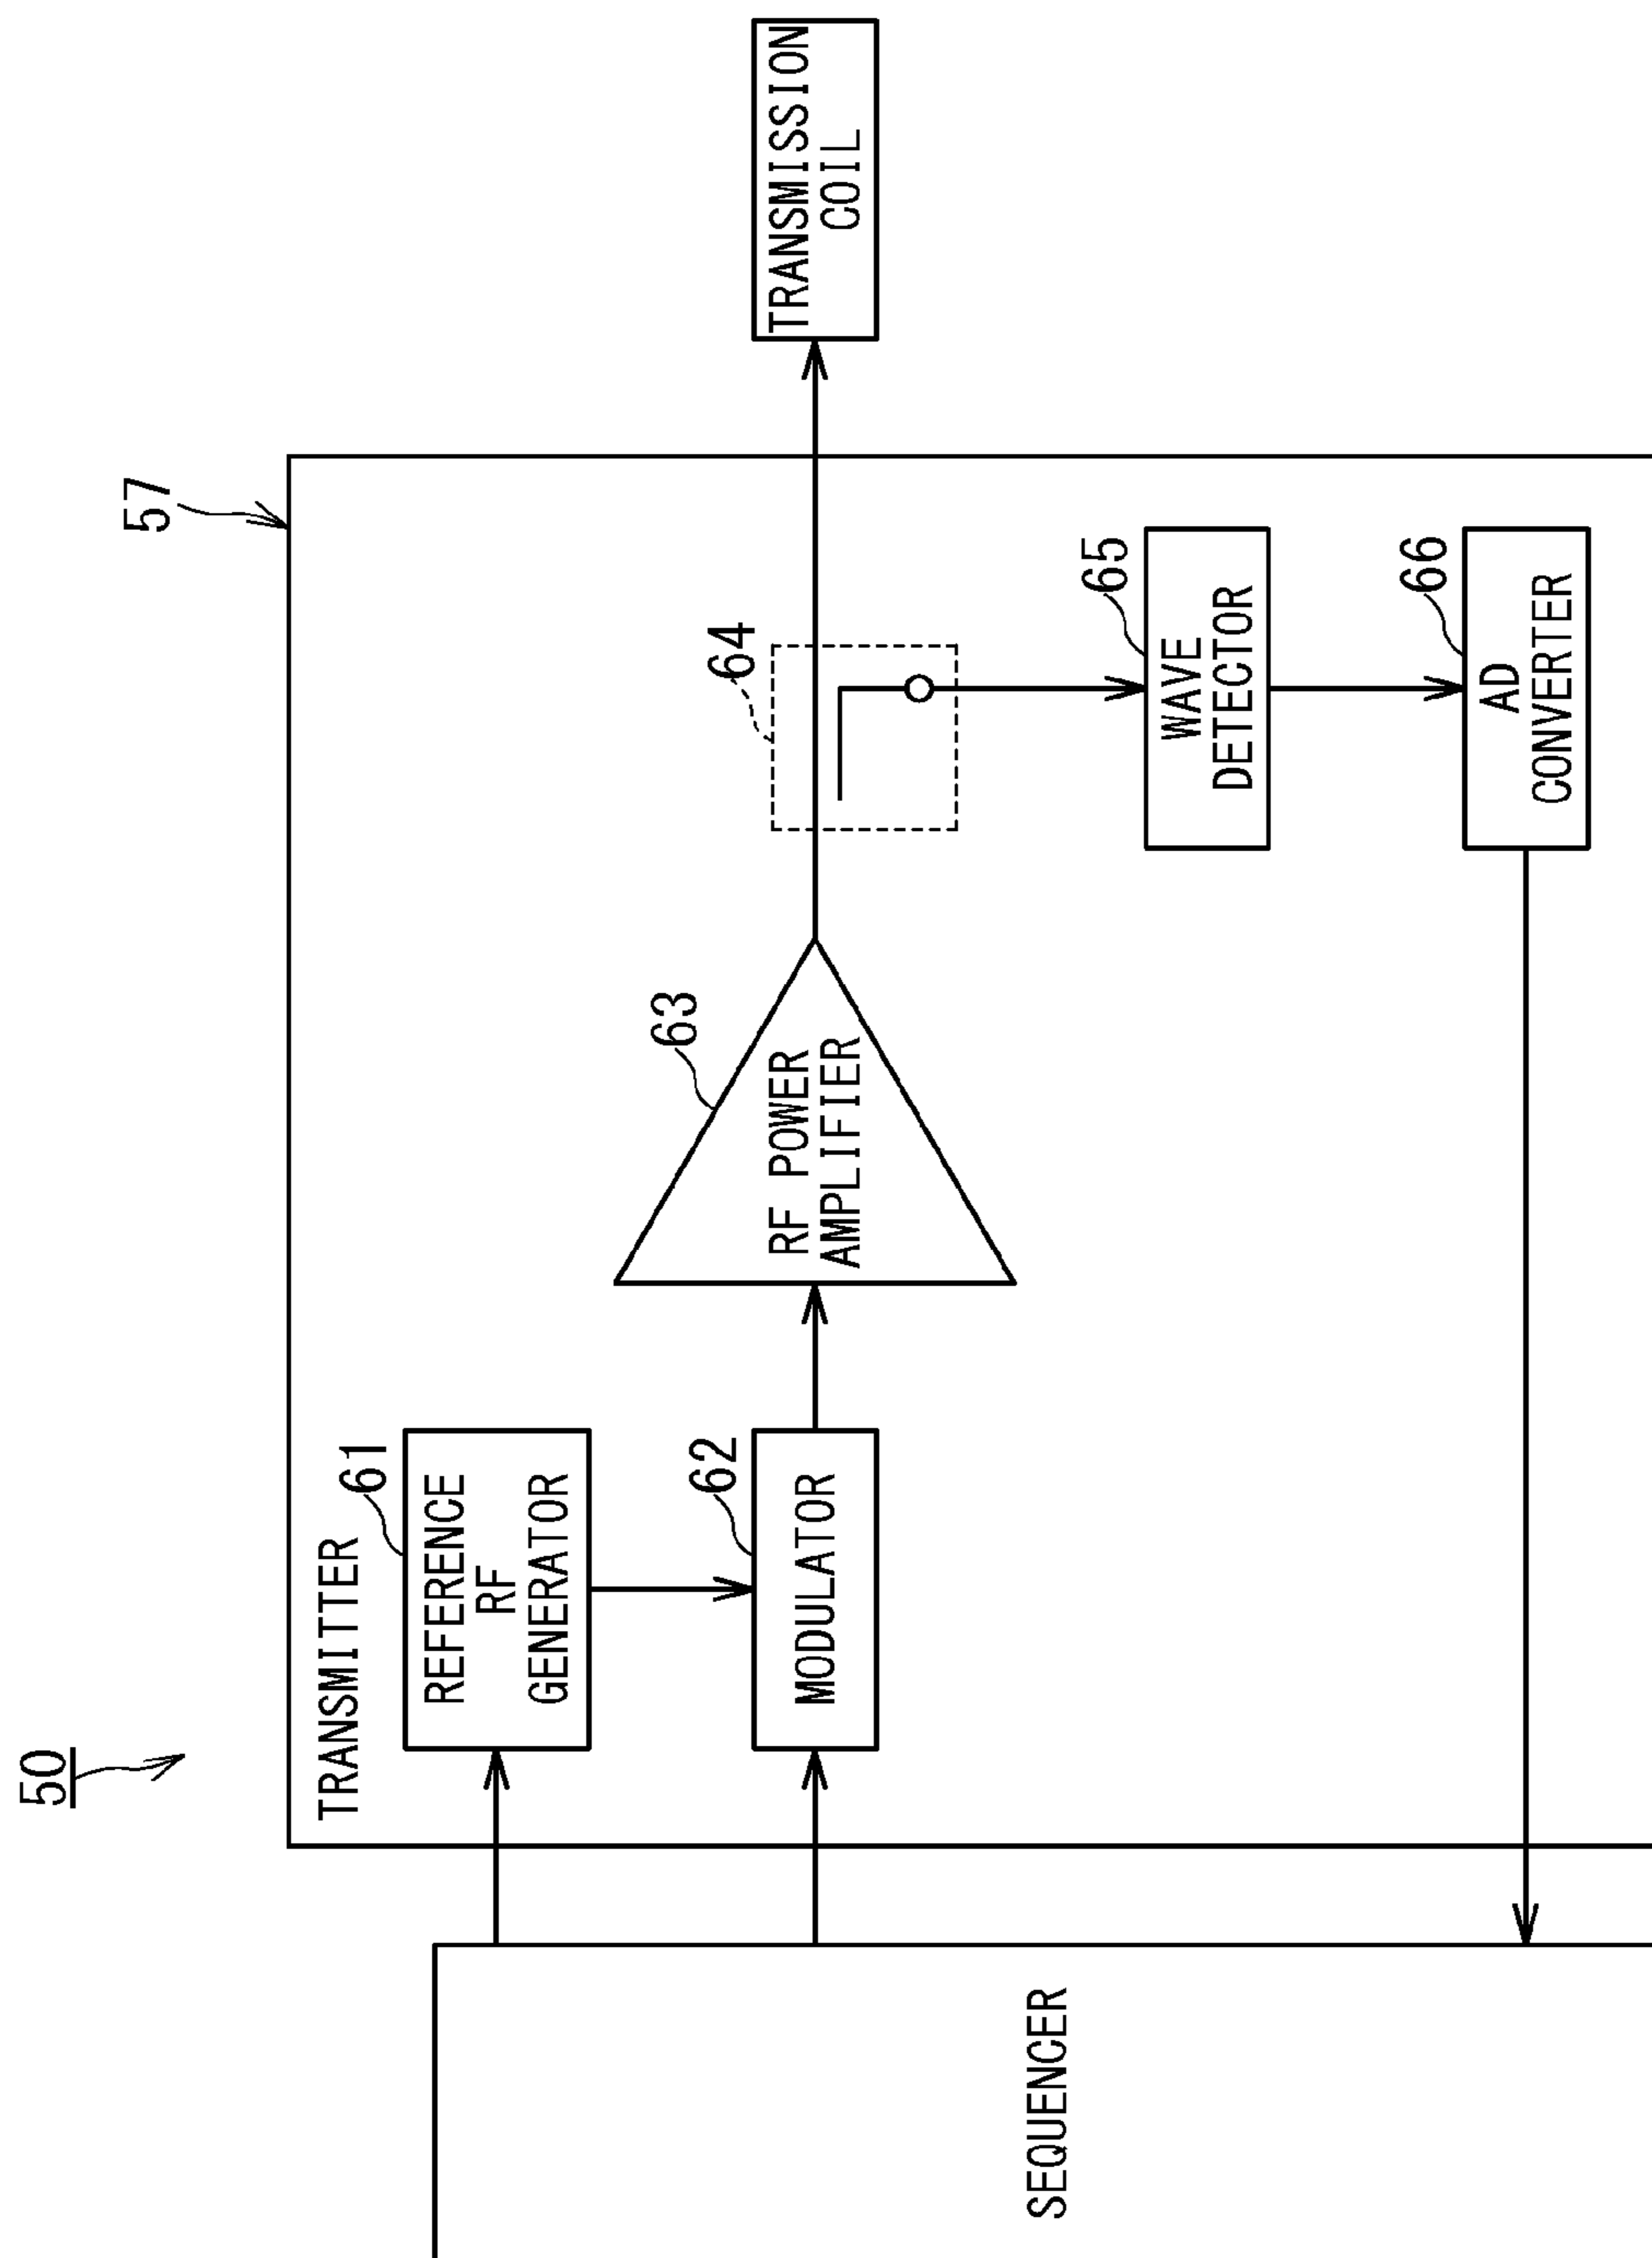 50
57
TRANSMITTER
61
REFERENCE
RF
GENERATOR
62
MODULATOR
63
RF POWER
AMPLIFIER
64
TRANSMISSION
COIL
65
WAVE
DETECTOR
66
AD
CONVERTER
SEQUENCER